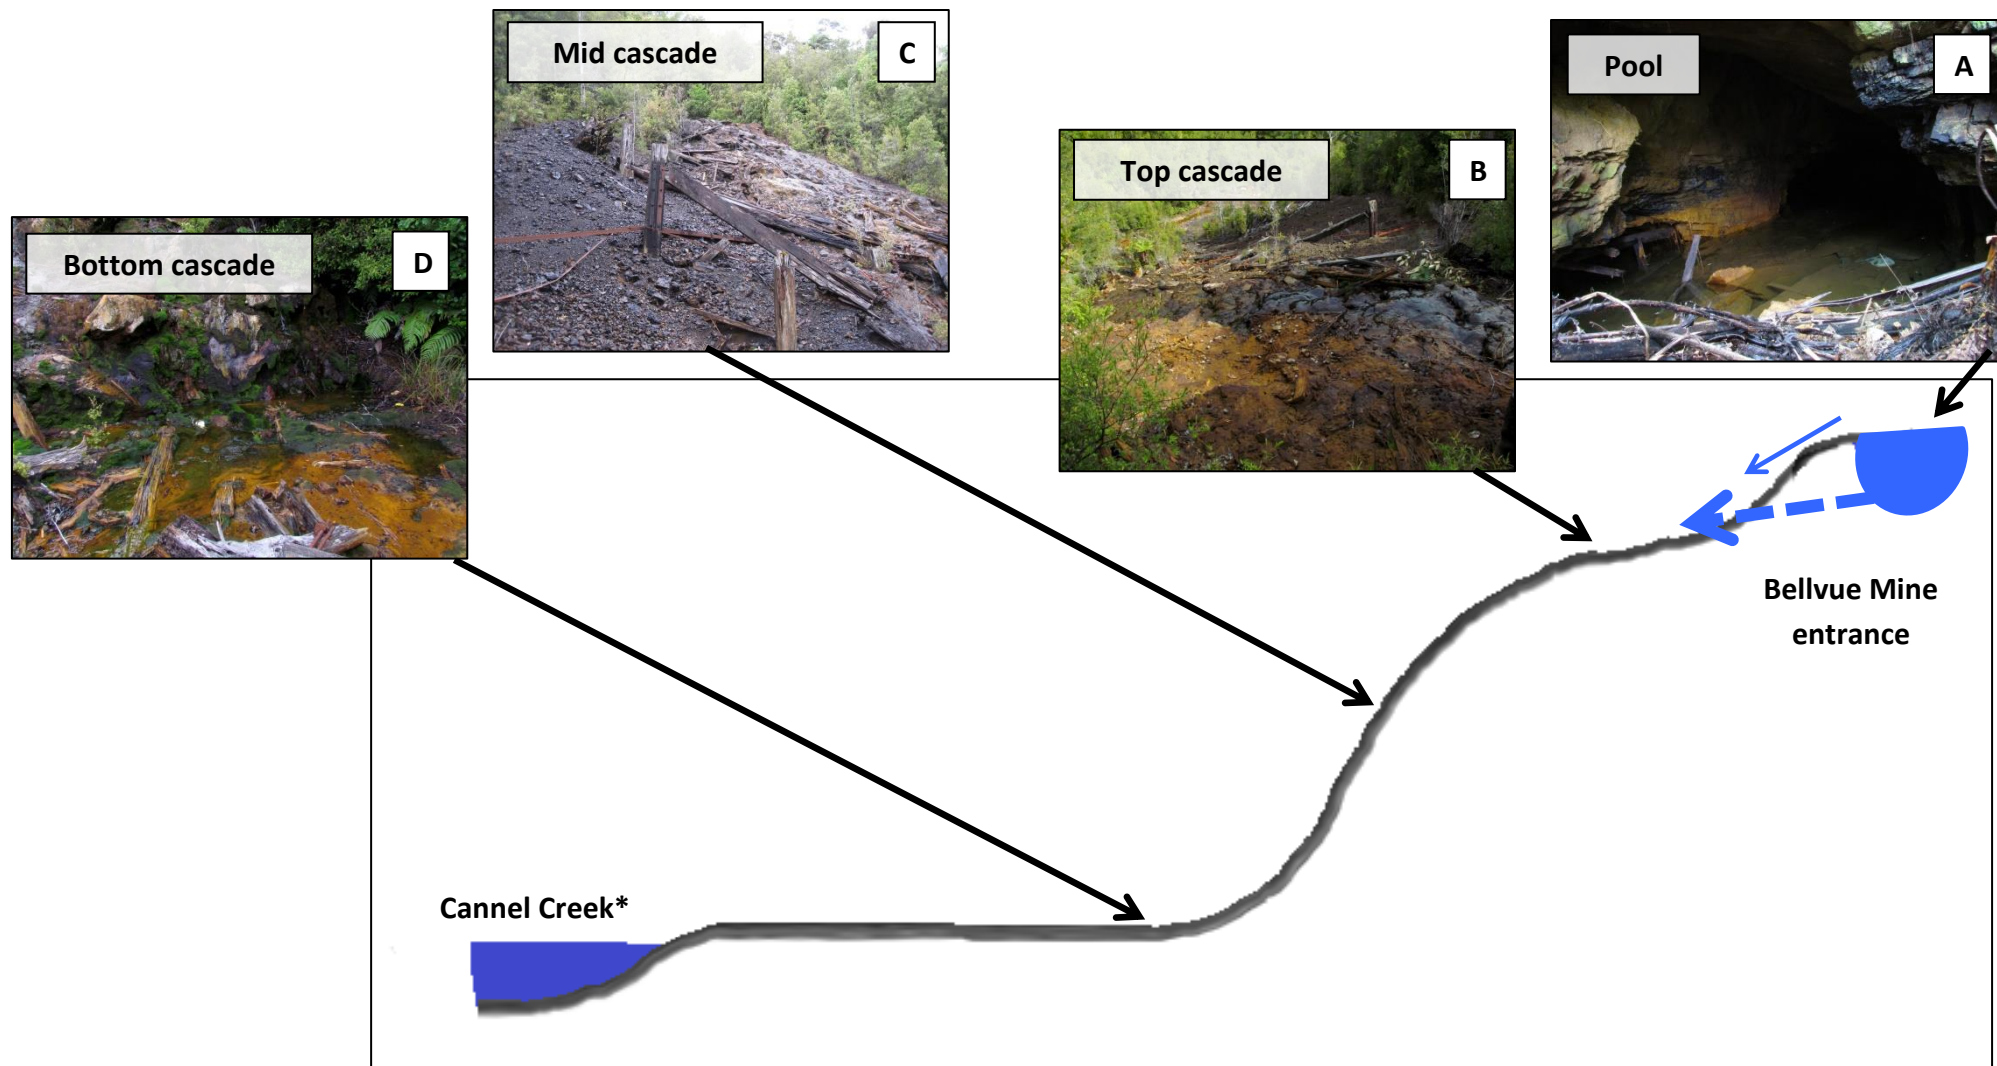 Mid cascade
C
Pool
A
Top cascade
B
Bottom cascade
D
Bellvue Mine
entrance
Cannel Creek*